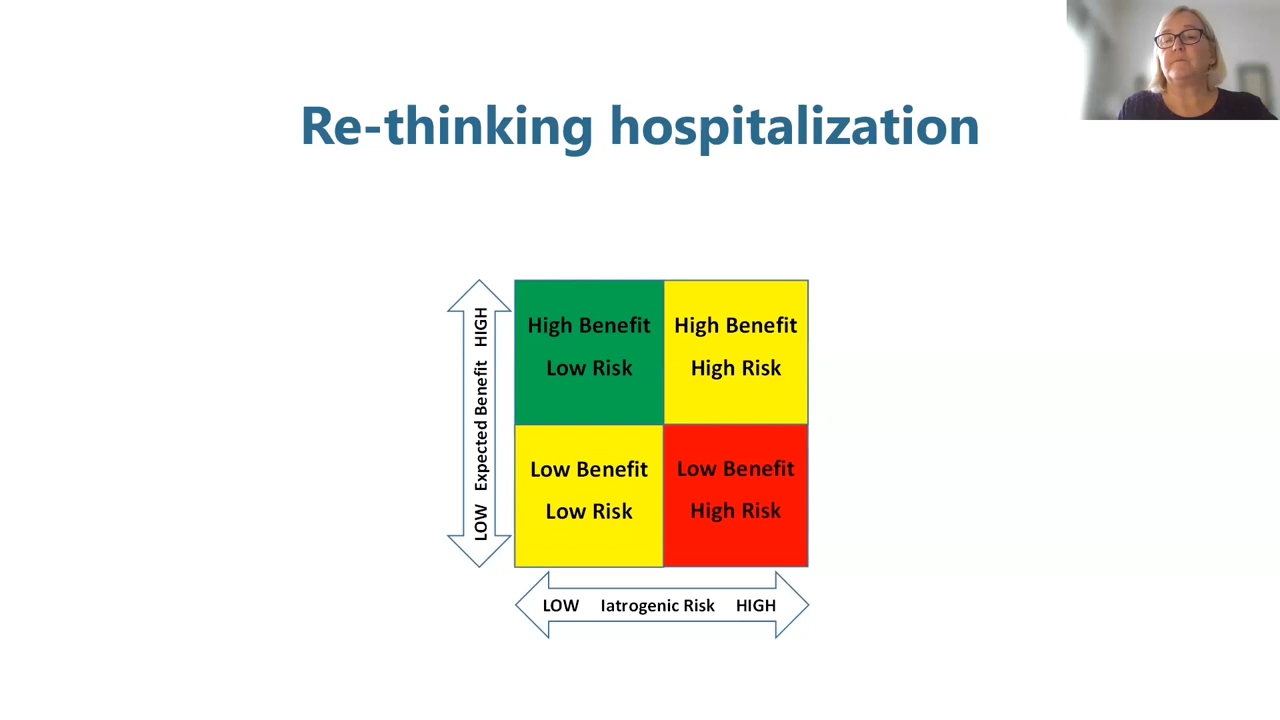 Re-thinking hospitalization
High Benefit
Low Risk
High Benefit
High Risk
Low Benefit
Low Risk
Low Benefit
High Risk
LOW Expected Benefit HIGH
LOW Iatrogenic Risk HIGH